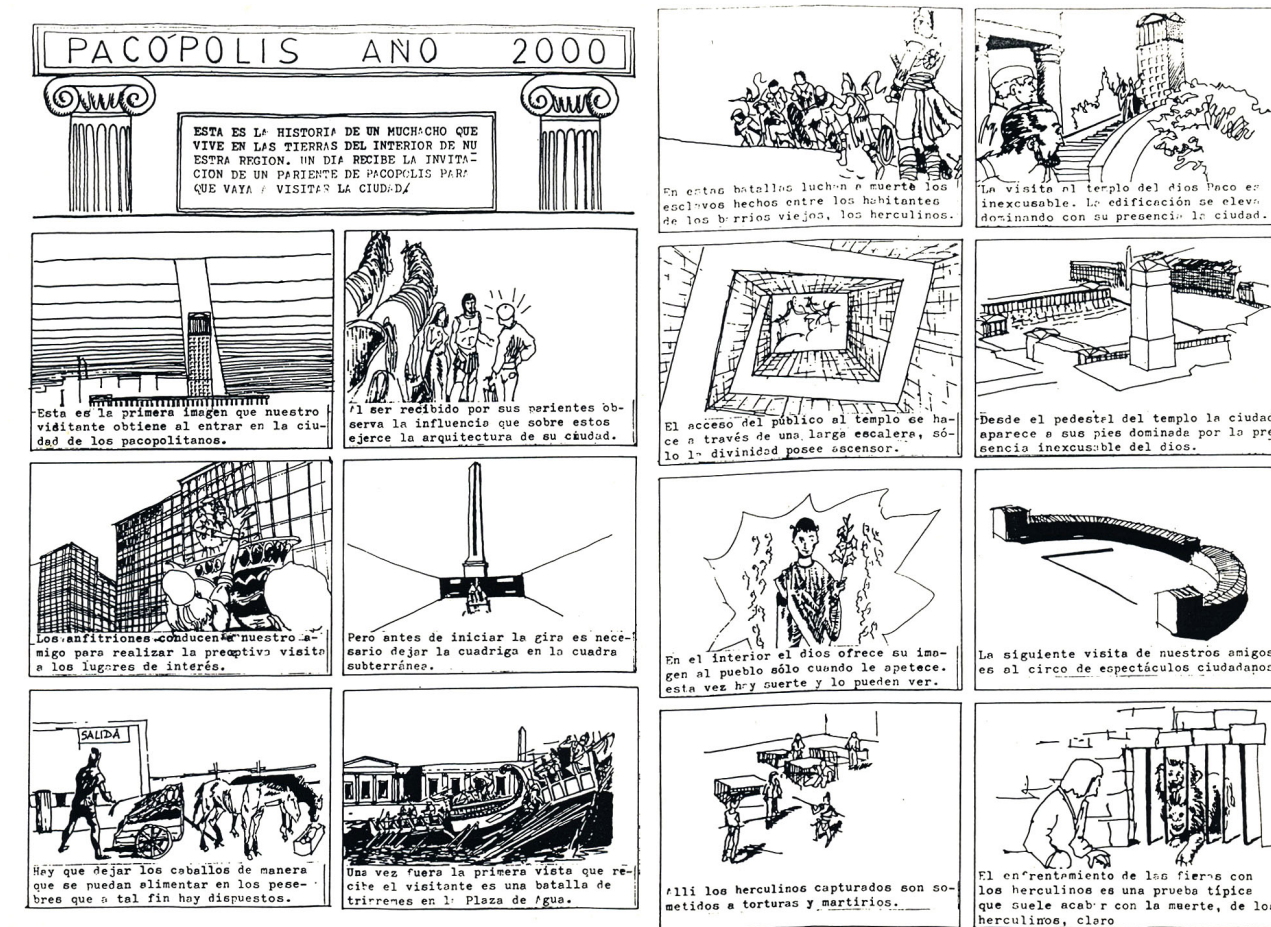 PACÓPOLIS AÑO 2000
ESTA ES LA HISTORIA DE UN MUCHACHO QUE
VIVE EN LAS TIERRAS DEL INTERIOR DE NU
ESTRA REGION. UN DIA RECIBE LA INVITA-
CION DE UN PARIENTE DE PACOPOLIS PARA
QUE VAYA A VISITAR LA CIUDAD.
Esta es la primera imagen que nuestro
visitante obtiene al entrar en la ciu-
dad de los pacopolitanos.
Al ser recibido por sus parientes ob-
serva la influencia que sobre estos
ejerce la arquitectura de su ciudad.
Los anfitriones conducen a nuestro a-
migo para realizar la preceptiva visita
a los lugares de interés.
Pero antes de iniciar la gira es nece-
sario dejar la cuadriga en la cuadra
subterránea.
SALIDA
Hay que dejar los caballos de manera
que se puedan alimentar en los pese-
bres que a tal fin hay dispuestos.
Una vez fuera la primera vista que re-
cibe el visitante es una batalla de
trirremes en la Plaza de Agua.
En estas batallas luchan a muerte los
esclavos hechos entre los habitantes
de los barrios viejos, los herculinos.
La visita al templo del dios Paco es
inexcusable. La edificación se eleva
dominando con su presencia la ciudad.
El acceso del público al templo se ha-
ce a través de una larga escalera, só-
lo la divinidad posee ascensor.
Desde el pedestal del templo la ciudad
aparece a sus pies dominada por la pre
sencia inexcusable del dios.
En el interior el dios ofrece su ima-
gen al pueblo sólo cuando le apetece.
esta vez hay suerte y lo pueden ver.
La siguiente visita de nuestros amigos
es al circo de espectáculos ciudadanos
Allí los herculinos capturados son so-
metidos a torturas y martirios.
El enfrentamiento de las fieras con
los herculinos es una prueba típica
que suele acabar con la muerte, de los
herculinos, claro